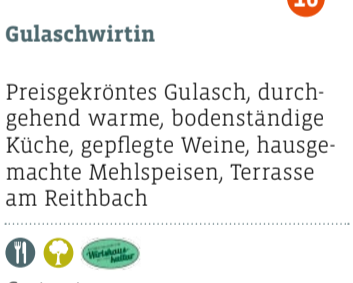 Gulaschwirtin
Preisgekröntes Gulasch, durch-
gehend warme, bodenständige
Küche, gepflegte Weine, hausge-
machte Mehlspeisen, Terrasse
am Reithbach
Wirtshaus
kultur